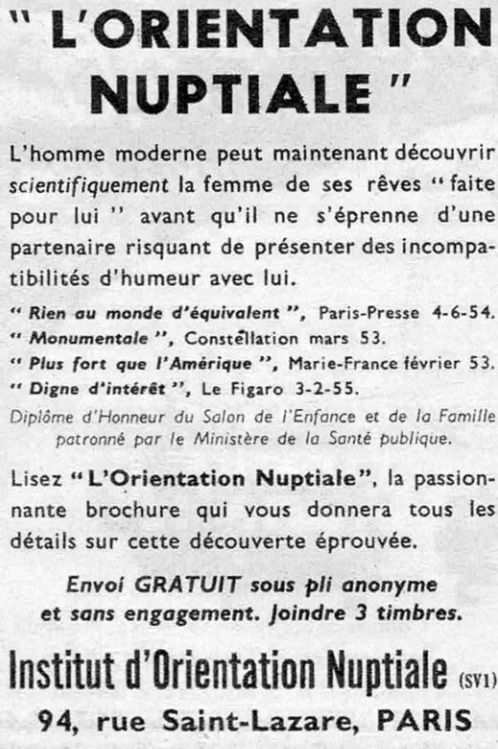 " L'ORIENTATION
NUPTIALE "
L'homme moderne peut maintenant découvrir
scientifiquement la femme de ses rêves " faite
pour lui " avant qu'il ne s'éprenne d'une
partenaire risquant de présenter des incompa-
tibilités d'humeur avec lui.
" Rien au monde d'équivalent ", Paris-Presse 4-6-54.
" Monumentale ", Constellation mars 53.
" Plus fort que l'Amérique ", Marie-France février 53.
" Digne d'intérêt ", Le Figaro 3-2-55.
Diplôme d'Honneur du Salon de l'Enfance et de la Famille
patronné par le Ministère de la Santé publique.
Lisez "L'Orientation Nuptiale", la passion-
nante brochure qui vous donnera tous les
détails sur cette découverte éprouvée.
Envoi GRATUIT sous pli anonyme
et sans engagement. Joindre 3 timbres.
Institut d'Orientation Nuptiale (SV1)
94, rue Saint-Lazare, PARIS